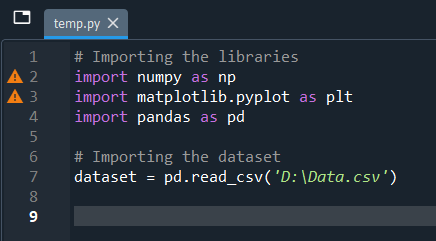 temp.py
1 # Importing the libraries
2 import numpy as np
3 import matplotlib.pyplot as plt
4 import pandas as pd
5
6 # Importing the dataset
7 dataset = pd.read_csv('D:\Data.csv')
8
9